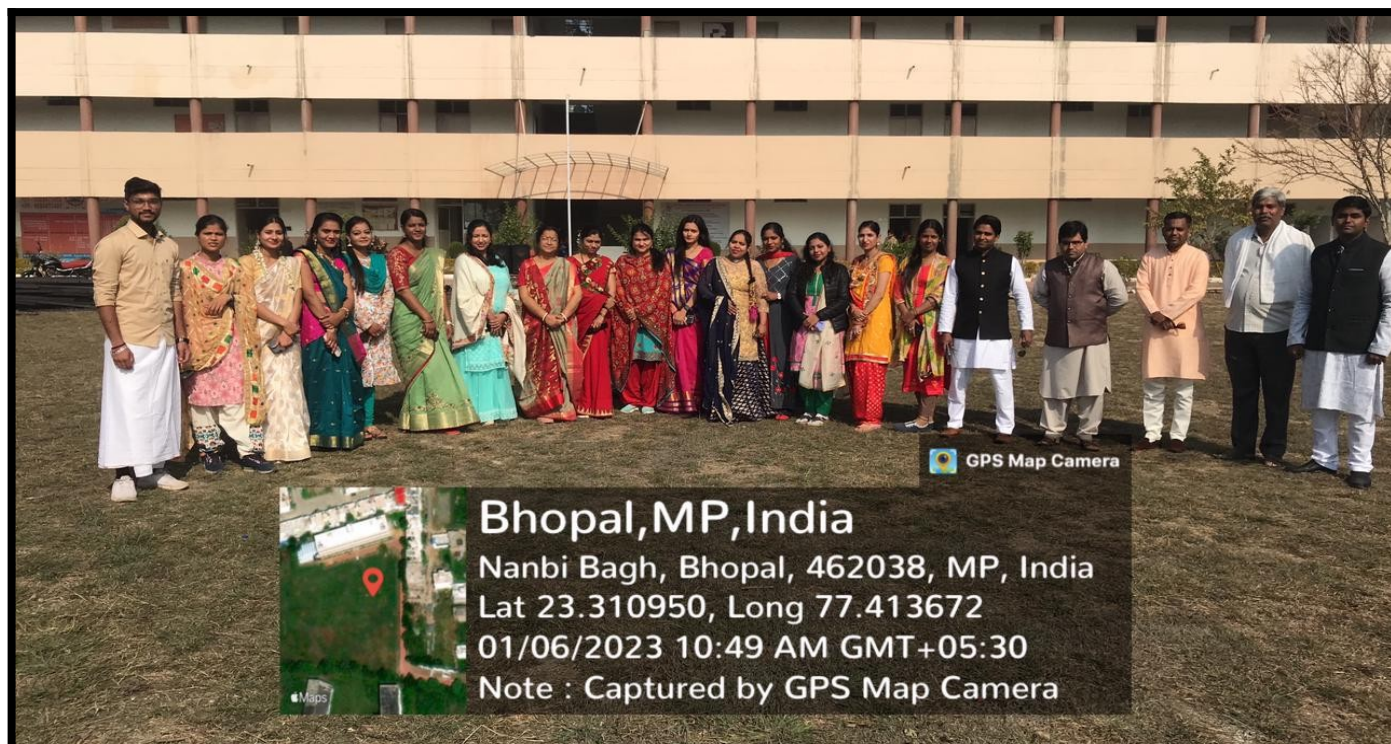 GPS Map Camera
Bhopal,MP,India
Nanbi Bagh, Bhopal, 462038, MP, India
Lat 23.310950, Long 77.413672
01/06/2023 10:49 AM GMT+05:30
Note : Captured by GPS Map Camera
Maps